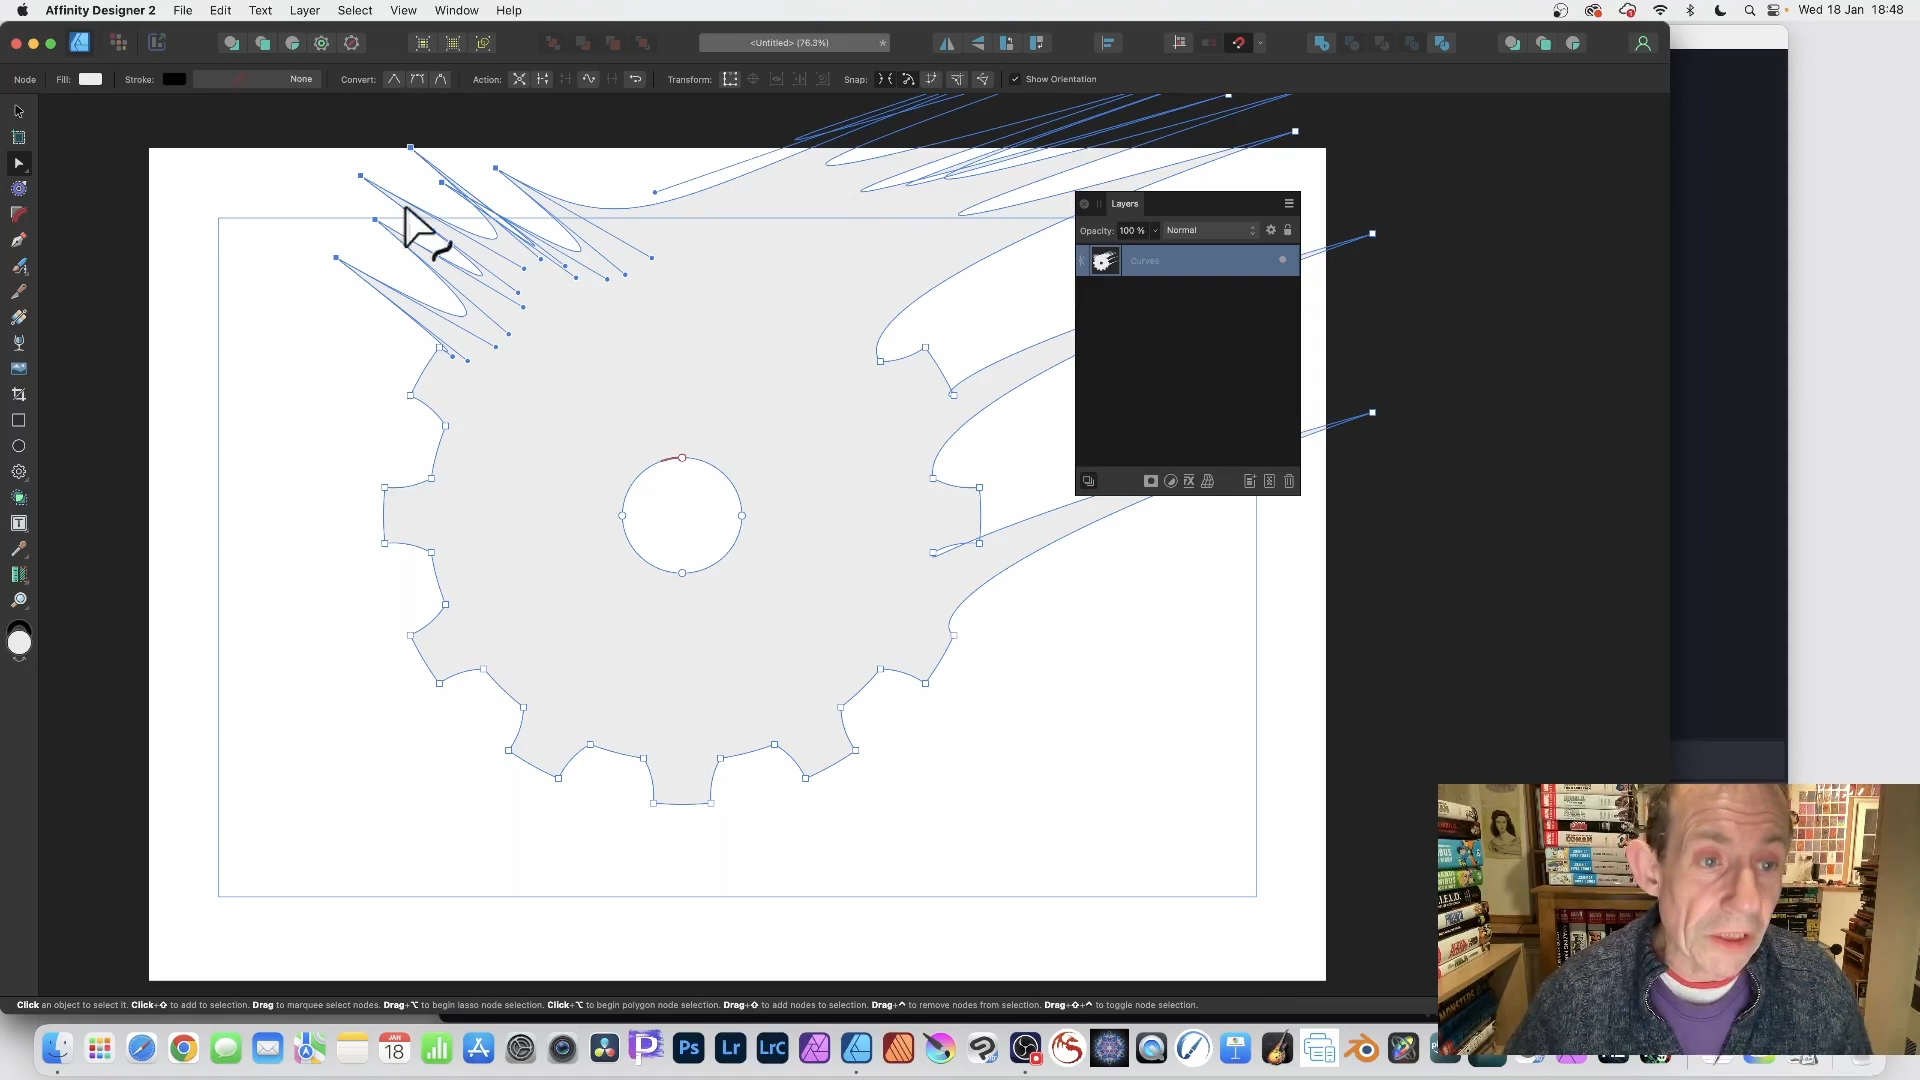 Affinity Designer 2 File Edit Text Layer Select View Window Help Wed 18 Jan 18:48
<Untitled> (76.3%)
Node Fill: Stroke: None Convert: Action: Transform: Snap: Show Orientation
Layers
Opacity: 100 % Normal
Curves
Click an object to select it. Click+⇧ to add to selection. Drag to marquee select nodes. Drag+⌥ to begin lasso node selection. Click+⌥ to begin polygon node selection. Drag+⇧ to add nodes to selection. Drag+⌃ to remove nodes from selection. Drag+⇧+⌃ to toggle node selection.
JAN
18
Ps Lr LrC